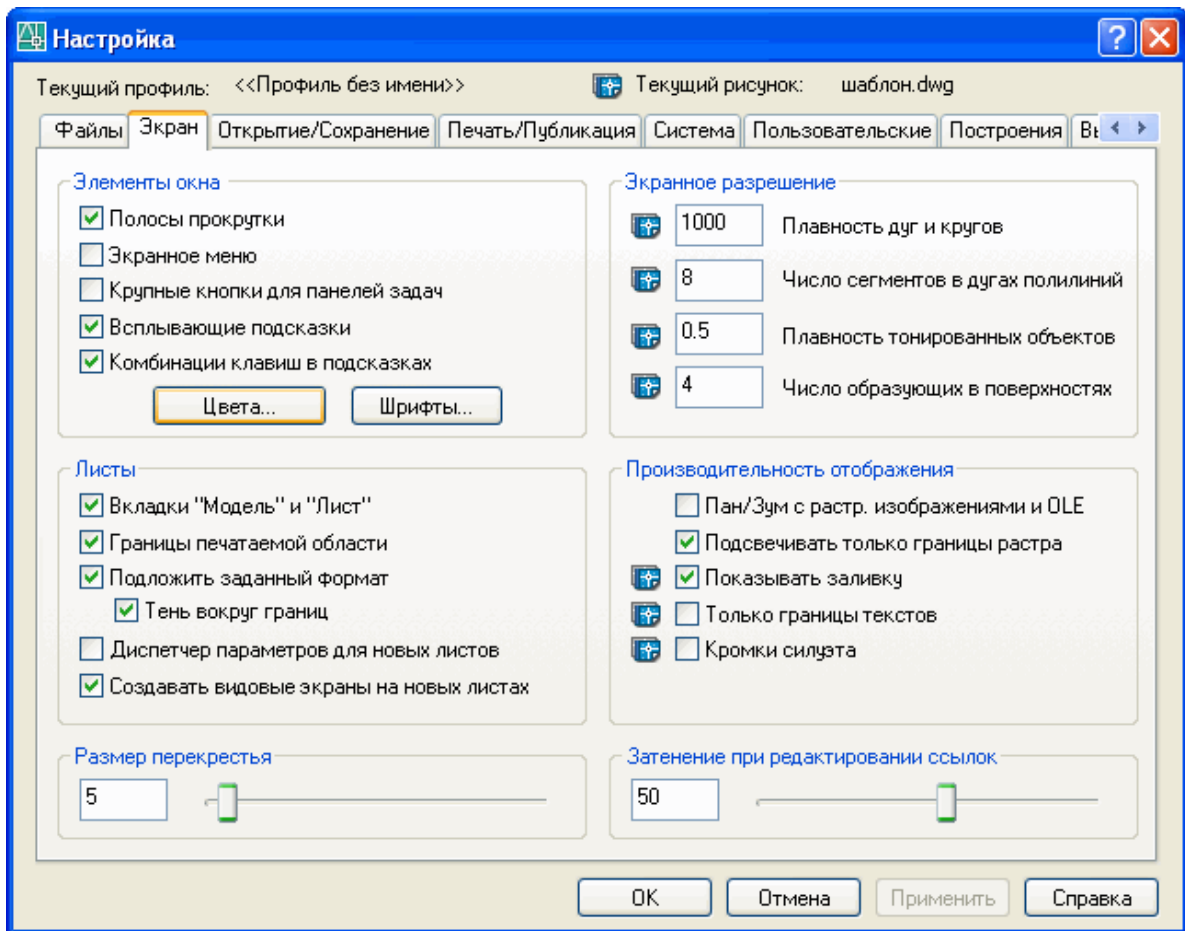 Настройка
Текущий профиль: <<Профиль без имени>> Текущий рисунок: шаблон.dwg
Файлы Экран Открытие/Сохранение Печать/Публикация Система Пользовательские Построения Вы
Элементы окна
Полосы прокрутки
Экранное меню
Крупные кнопки для панелей задач
Всплывающие подсказки
Комбинации клавиш в подсказках
Цвета... Шрифты...
Экранное разрешение
1000 Плавность дуг и кругов
8 Число сегментов в дугах полилиний
0.5 Плавность тонированных объектов
4 Число образующих в поверхностях
Листы
Вкладки "Модель" и "Лист"
Границы печатаемой области
Подложить заданный формат
Тень вокруг границ
Диспетчер параметров для новых листов
Создавать видовые экраны на новых листах
Производительность отображения
Пан/Зум с растр. изображениями и OLE
Подсвечивать только границы растра
Показывать заливку
Только границы текстов
Кромки силуэта
Размер перекрестья
5
Затенение при редактировании ссылок
50
OK Отмена Применить Справка